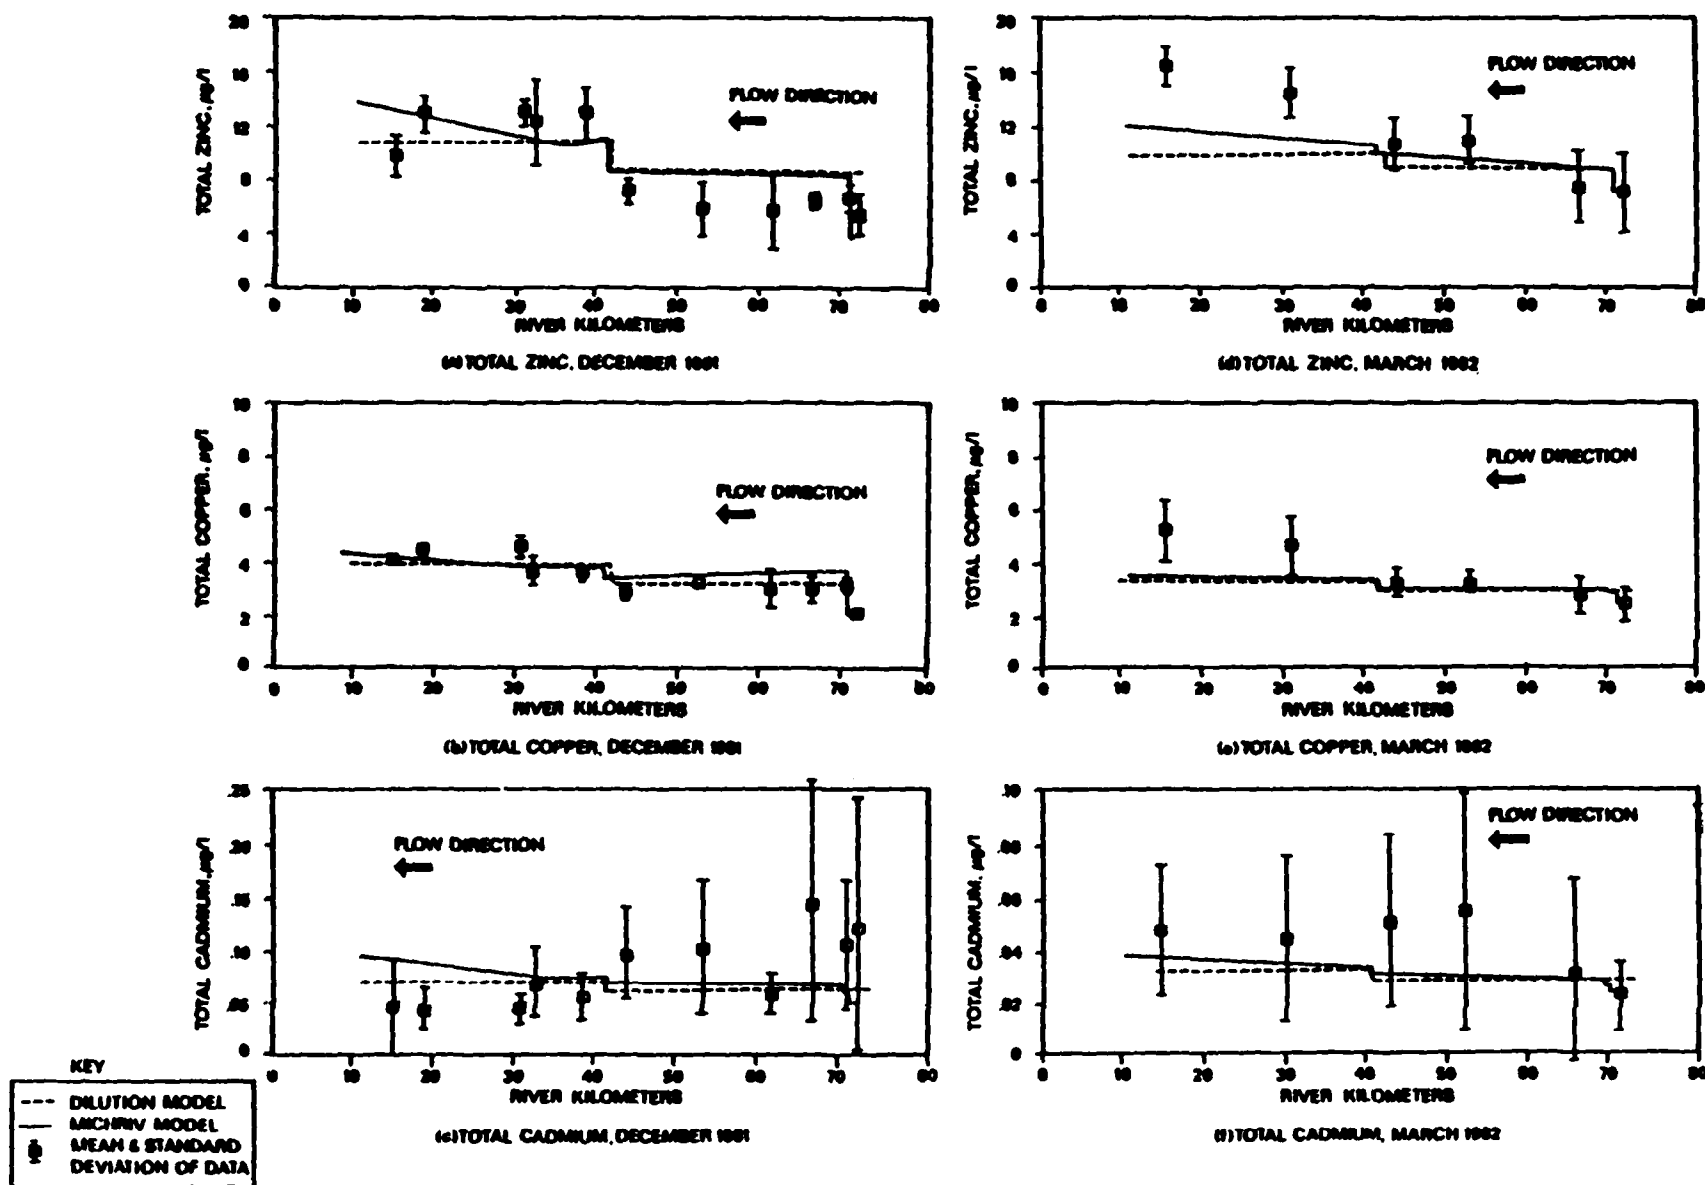 TOTAL ZINC, µg/l
20
16
12
8
4
0
FLOW DIRECTION
0 10 20 30 40 50 60 70 80
RIVER KILOMETERS
(a) TOTAL ZINC, DECEMBER 1981
TOTAL ZINC, µg/l
20
16
12
8
4
0
FLOW DIRECTION
0 10 20 30 40 50 60 70 80
RIVER KILOMETERS
(d) TOTAL ZINC, MARCH 1982
TOTAL COPPER, µg/l
10
8
6
4
2
0
FLOW DIRECTION
0 10 20 30 40 50 60 70 80
RIVER KILOMETERS
(b) TOTAL COPPER, DECEMBER 1981
TOTAL COPPER, µg/l
10
8
6
4
2
0
FLOW DIRECTION
0 10 20 30 40 50 60 70 80
RIVER KILOMETERS
(e) TOTAL COPPER, MARCH 1982
TOTAL CADMIUM, µg/l
.25
.20
.15
.10
.05
0
FLOW DIRECTION
0 10 20 30 40 50 60 70 80
RIVER KILOMETERS
(c) TOTAL CADMIUM, DECEMBER 1981
TOTAL CADMIUM, µg/l
.10
.08
.06
.04
.02
0
FLOW DIRECTION
0 10 20 30 40 50 60 70 80
RIVER KILOMETERS
(f) TOTAL CADMIUM, MARCH 1982
KEY
DILUTION MODEL
MICHRIV MODEL
MEAN & STANDARD
DEVIATION OF DATA